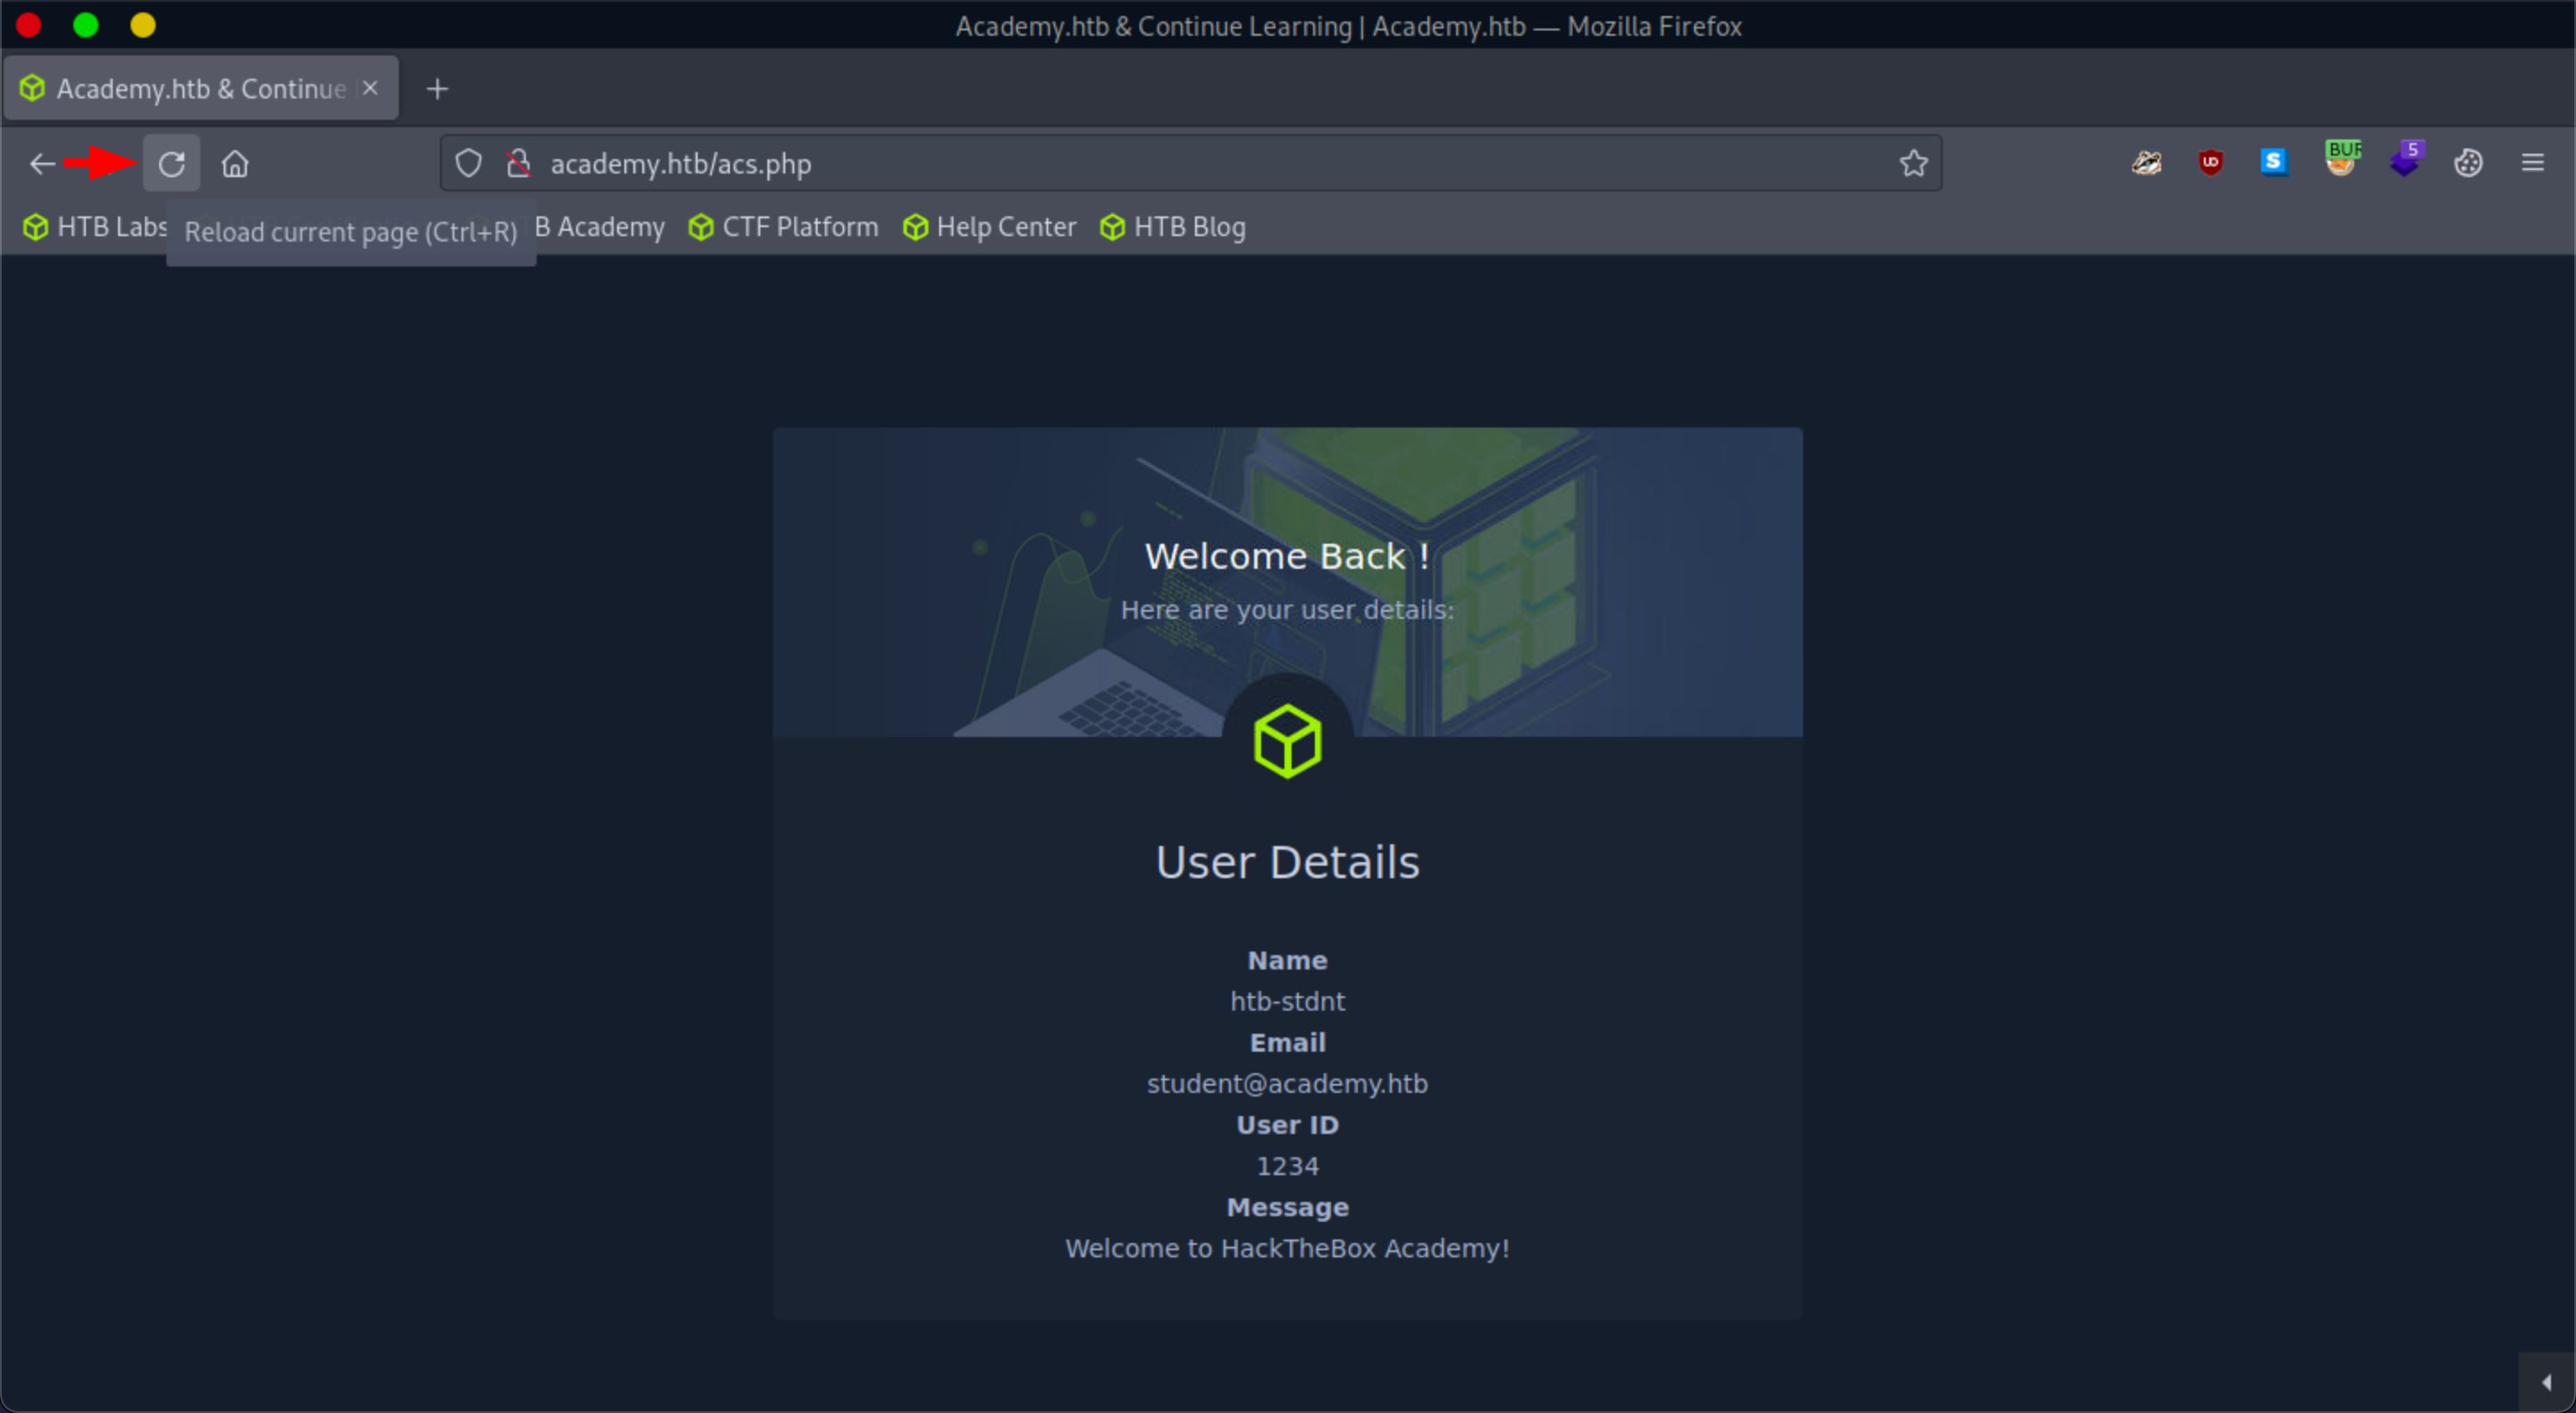 Academy.htb & Continue Learning | Academy.htb — Mozilla Firefox
Academy.htb & Continue
academy.htb/acs.php
UD
S
BUR
5
HTB Labs
Reload current page (Ctrl+R)
B Academy
CTF Platform
Help Center
HTB Blog
Welcome Back !
Here are your user details:
User Details
Name
htb-stdnt
Email
student@academy.htb
User ID
1234
Message
Welcome to HackTheBox Academy!